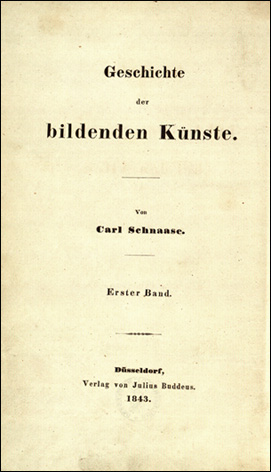 Geschichte
der
bildenden Künste.
Von
Carl Schnaase.
Erster Band.
Düsseldorf,
Verlag von Julius Buddeus.
1843.